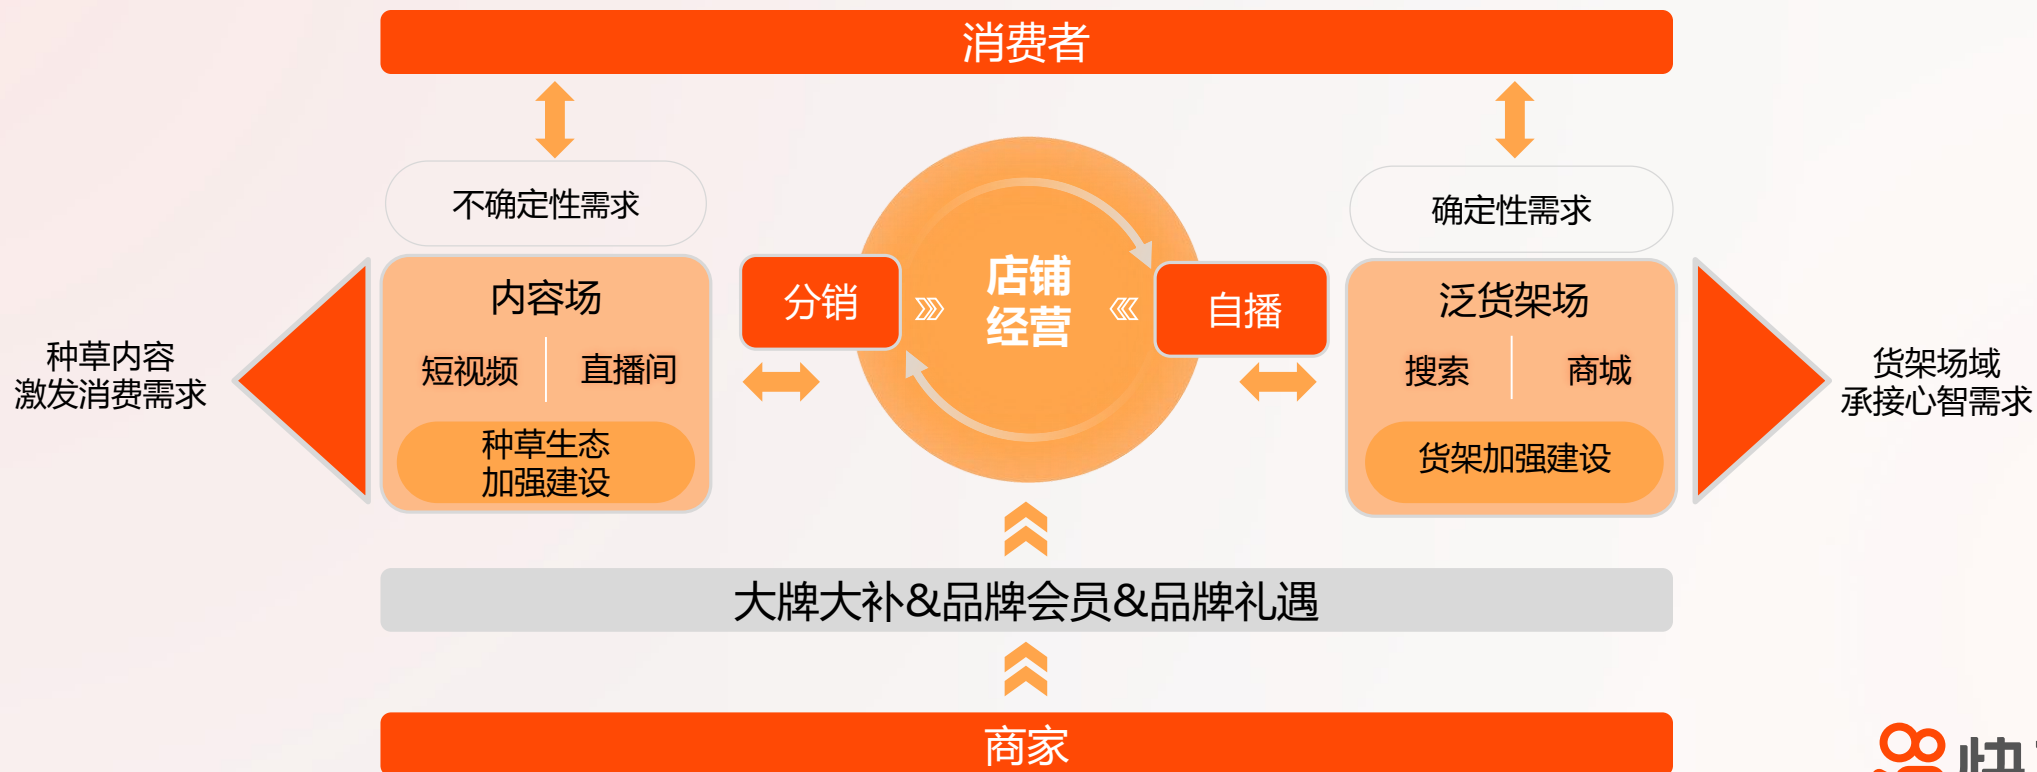 消费者
不确定性需求
确定性需求
内容场
短视频
直播间
种草生态
加强建设
种草内容
激发消费需求
分销
店铺
经营
自播
泛货架场
搜索
商城
货架加强建设
货架场域
承接心智需求
大牌大补&品牌会员&品牌礼遇
商家
快